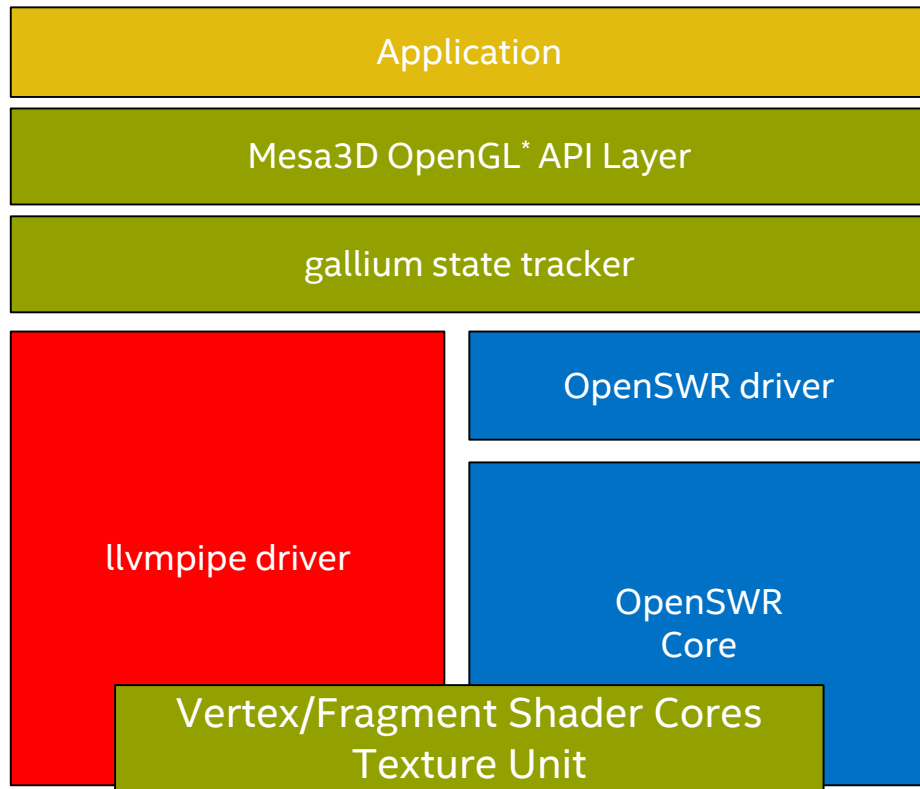 Application
Mesa3D OpenGL* API Layer
gallium state tracker
llvmpipe driver
OpenSWR driver
OpenSWR
Core
Vertex/Fragment Shader Cores
Texture Unit